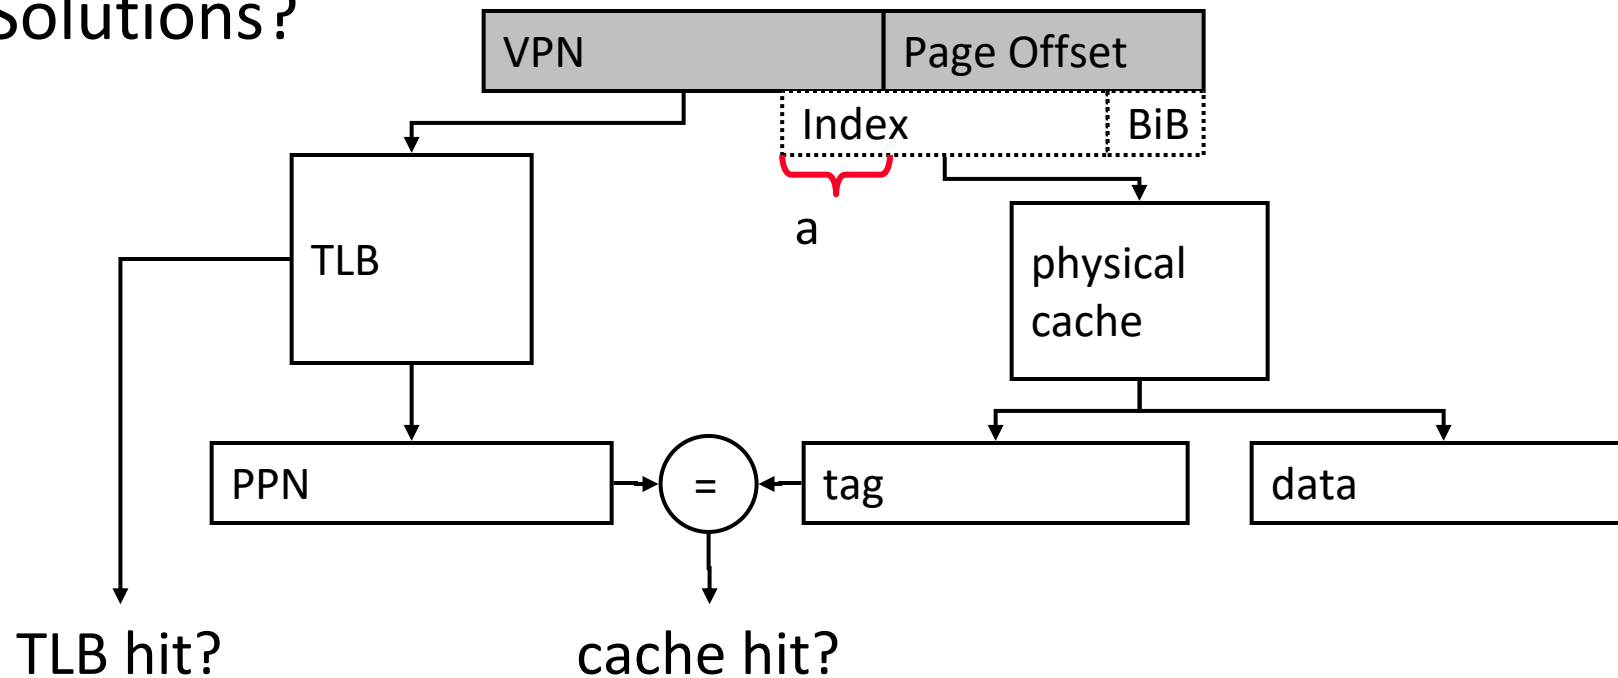 Solutions?
VPN
Page Offset
Index
BiB
a
TLB
physical
cache
PPN
=
tag
data
TLB hit?
cache hit?